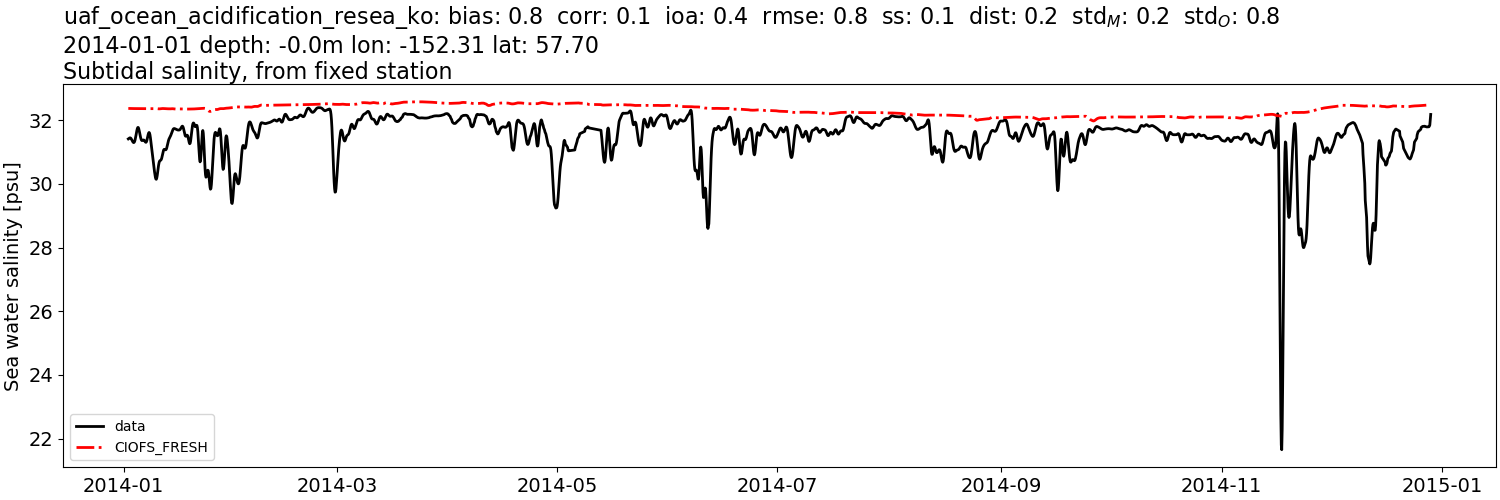 uaf_ocean_acidification_resea_ko: bias: 0.8  corr: 0.1  ioa: 0.4  rmse: 0.8  ss: 0.1  dist: 0.2  std_M: 0.2  std_O: 0.8
2014-01-01 depth: -0.0m lon: -152.31 lat: 57.70
Subtidal salinity, from fixed station
Sea water salinity [psu]
32
30
28
26
24
22
data
CIOFS_FRESH
2014-01 2014-03 2014-05 2014-07 2014-09 2014-11 2015-01